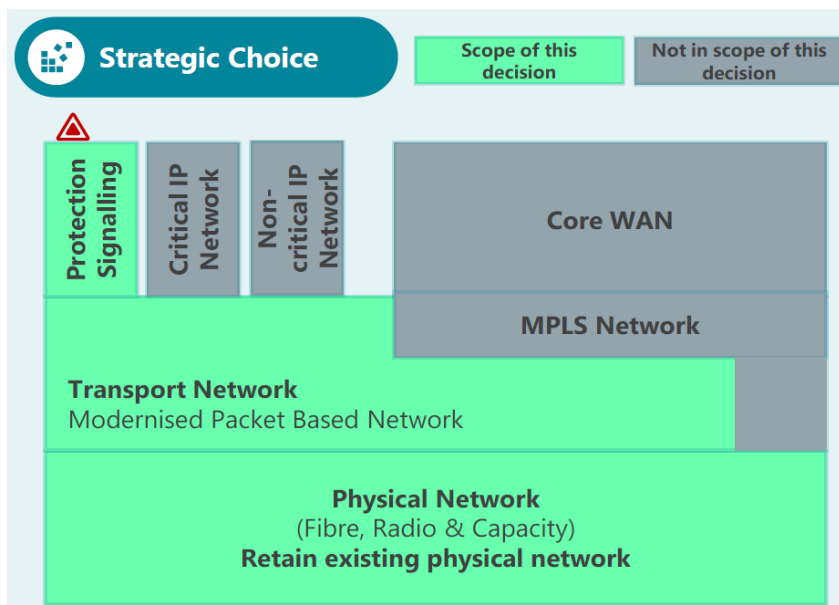 Strategic Choice
Scope of this
decision
Not in scope of this
decision
Protection
Signalling
Critical IP
Network
Non-
critical IP
Network
Core WAN
MPLS Network
Transport Network
Modernised Packet Based Network
Physical Network
(Fibre, Radio & Capacity)
Retain existing physical network